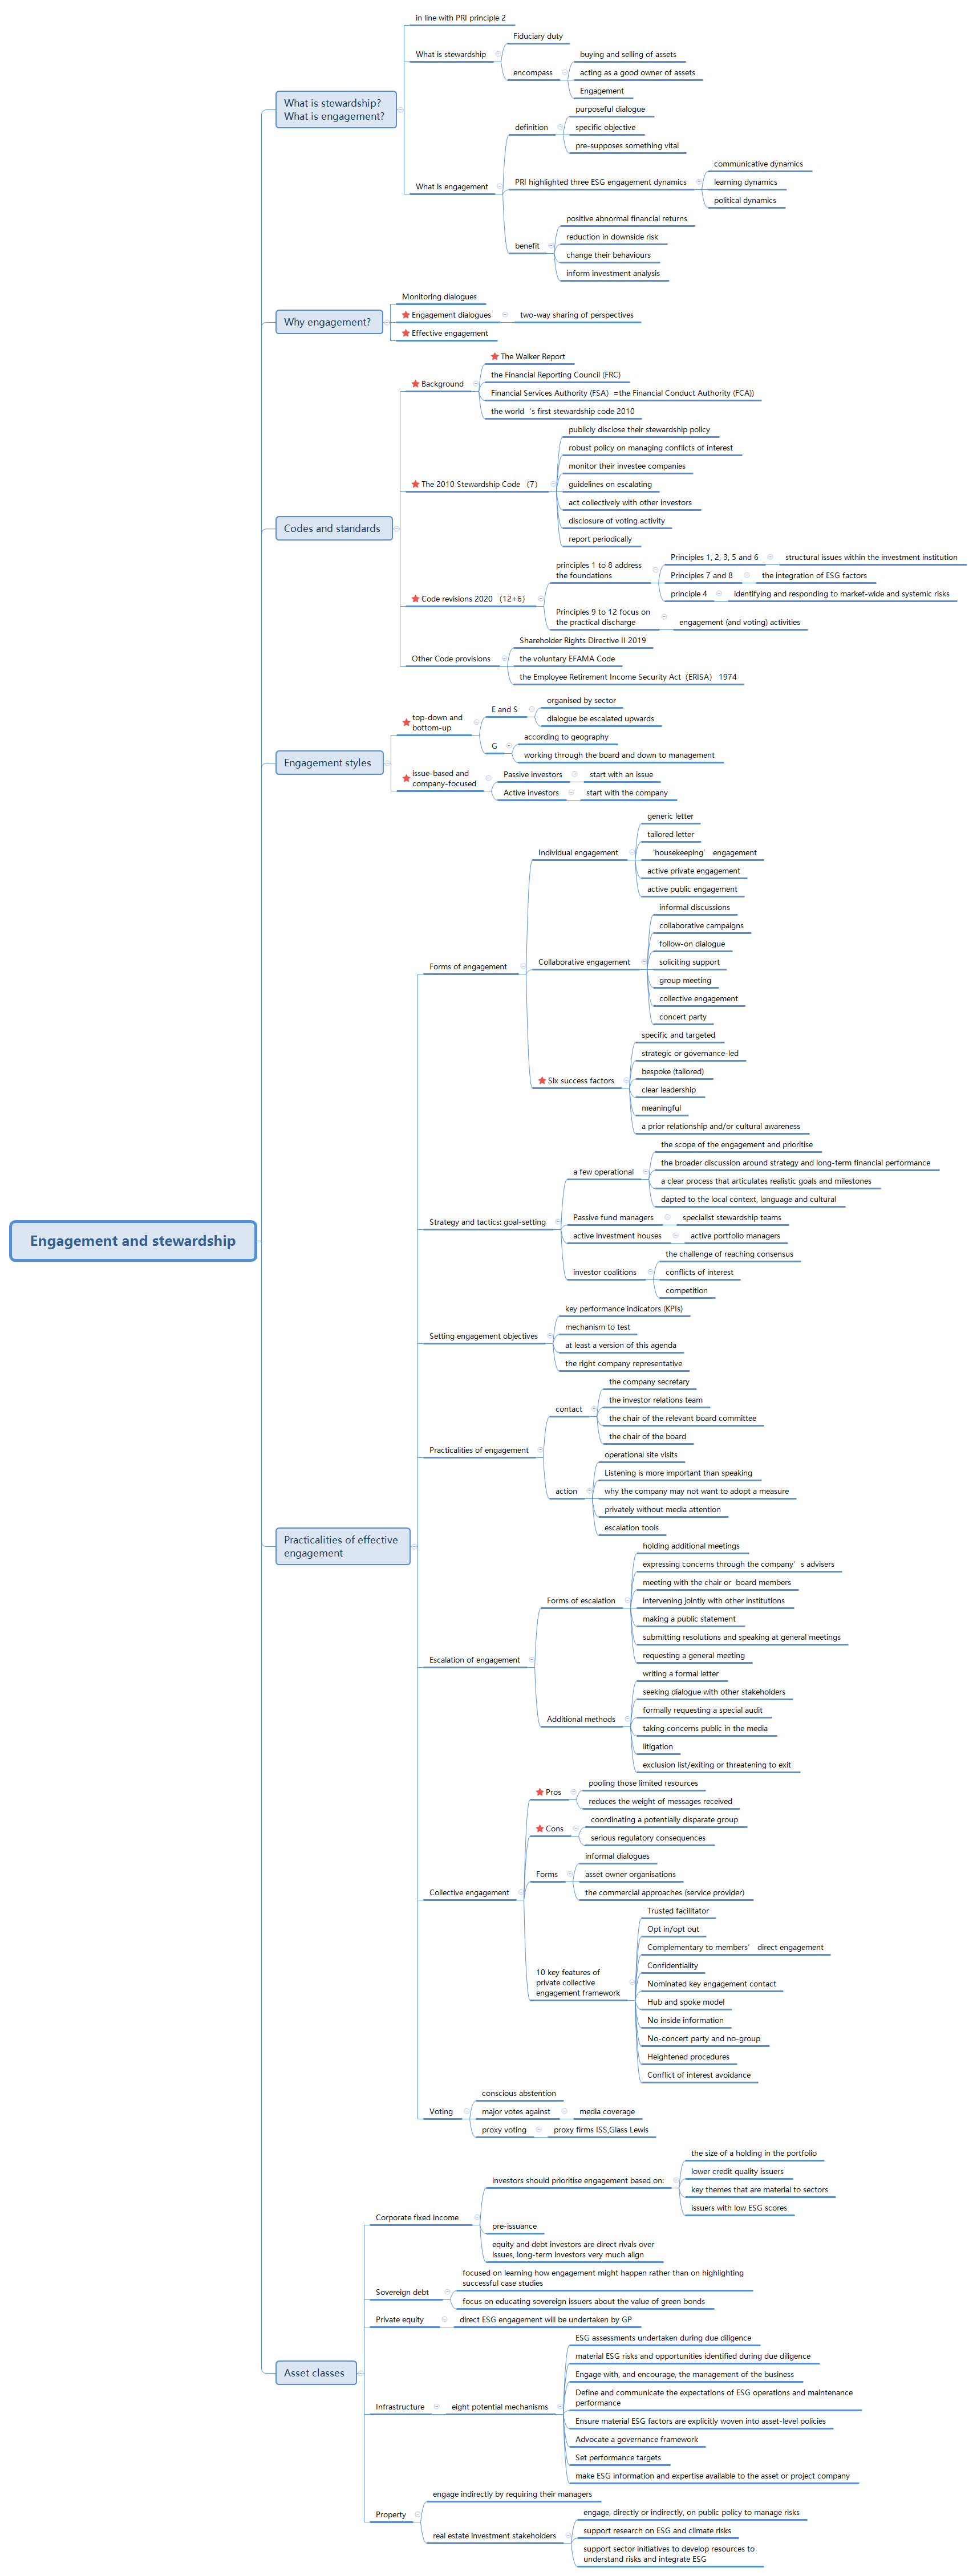 Engagement and stewardship
What is stewardship?
What is engagement?
in line with PRI principle 2
What is stewardship
Fiduciary duty
encompass
buying and selling of assets
acting as a good owner of assets
Engagement
What is engagement
definition
purposeful dialogue
specific objective
pre-supposes something vital
PRI highlighted three ESG engagement dynamics
communicative dynamics
learning dynamics
political dynamics
benefit
positive abnormal financial returns
reduction in downside risk
change their behaviours
inform investment analysis
Why engagement?
Monitoring dialogues
Engagement dialogues
two-way sharing of perspectives
Effective engagement
Codes and standards
Background
The Walker Report
the Financial Reporting Council (FRC)
Financial Services Authority (FSA）=the Financial Conduct Authority (FCA))
the world‘s first stewardship code 2010
The 2010 Stewardship Code （7）
publicly disclose their stewardship policy
robust policy on managing conflicts of interest
monitor their investee companies
guidelines on escalating
act collectively with other investors
disclosure of voting activity
report periodically
Code revisions 2020 （12+6）
principles 1 to 8 address
the foundations
Principles 1, 2, 3, 5 and 6
structural issues within the investment institution
Principles 7 and 8
the integration of ESG factors
principle 4
identifying and responding to market-wide and systemic risks
Principles 9 to 12 focus on
the practical discharge
engagement (and voting) activities
Other Code provisions
Shareholder Rights Directive II 2019
the voluntary EFAMA Code
the Employee Retirement Income Security Act（ERISA） 1974
Engagement styles
top-down and
bottom-up
E and S
organised by sector
dialogue be escalated upwards
G
according to geography
working through the board and down to management
issue-based and
company-focused
Passive investors
start with an issue
Active investors
start with the company
Practicalities of effective
engagement
Forms of engagement
Individual engagement
generic letter
tailored letter
‘housekeeping’ engagement
active private engagement
active public engagement
Collaborative engagement
informal discussions
collaborative campaigns
follow-on dialogue
soliciting support
group meeting
collective engagement
concert party
Six success factors
specific and targeted
strategic or governance-led
bespoke (tailored)
clear leadership
meaningful
a prior relationship and/or cultural awareness
Strategy and tactics: goal-setting
a few operational
the scope of the engagement and prioritise
the broader discussion around strategy and long-term financial performance
a clear process that articulates realistic goals and milestones
dapted to the local context, language and cultural
Passive fund managers
specialist stewardship teams
active investment houses
active portfolio managers
investor coalitions
the challenge of reaching consensus
conflicts of interest
competition
Setting engagement objectives
key performance indicators (KPIs)
mechanism to test
at least a version of this agenda
the right company representative
Practicalities of engagement
contact
the company secretary
the investor relations team
the chair of the relevant board committee
the chair of the board
action
operational site visits
Listening is more important than speaking
why the company may not want to adopt a measure
privately without media attention
escalation tools
Escalation of engagement
Forms of escalation
holding additional meetings
expressing concerns through the company’s advisers
meeting with the chair or board members
intervening jointly with other institutions
making a public statement
submitting resolutions and speaking at general meetings
requesting a general meeting
Additional methods
writing a formal letter
seeking dialogue with other stakeholders
formally requesting a special audit
taking concerns public in the media
litigation
exclusion list/exiting or threatening to exit
Collective engagement
Pros
pooling those limited resources
reduces the weight of messages received
Cons
coordinating a potentially disparate group
serious regulatory consequences
Forms
informal dialogues
asset owner organisations
the commercial approaches (service provider)
10 key features of
private collective
engagement framework
Trusted facilitator
Opt in/opt out
Complementary to members’ direct engagement
Confidentiality
Nominated key engagement contact
Hub and spoke model
No inside information
No-concert party and no-group
Heightened procedures
Conflict of interest avoidance
Voting
conscious abstention
major votes against
media coverage
proxy voting
proxy firms ISS,Glass Lewis
Asset classes
Corporate fixed income
investors should prioritise engagement based on:
the size of a holding in the portfolio
lower credit quality issuers
key themes that are material to sectors
issuers with low ESG scores
pre-issuance
equity and debt investors are direct rivals over
issues, long-term investors very much align
Sovereign debt
focused on learning how engagement might happen rather than on highlighting
successful case studies
focus on educating sovereign issuers about the value of green bonds
Private equity
direct ESG engagement will be undertaken by GP
Infrastructure
eight potential mechanisms
ESG assessments undertaken during due diligence
material ESG risks and opportunities identified during due diligence
Engage with, and encourage, the management of the business
Define and communicate the expectations of ESG operations and maintenance
performance
Ensure material ESG factors are explicitly woven into asset-level policies
Advocate a governance framework
Set performance targets
make ESG information and expertise available to the asset or project company
Property
engage indirectly by requiring their managers
real estate investment stakeholders
engage, directly or indirectly, on public policy to manage risks
support research on ESG and climate risks
support sector initiatives to develop resources to
understand risks and integrate ESG